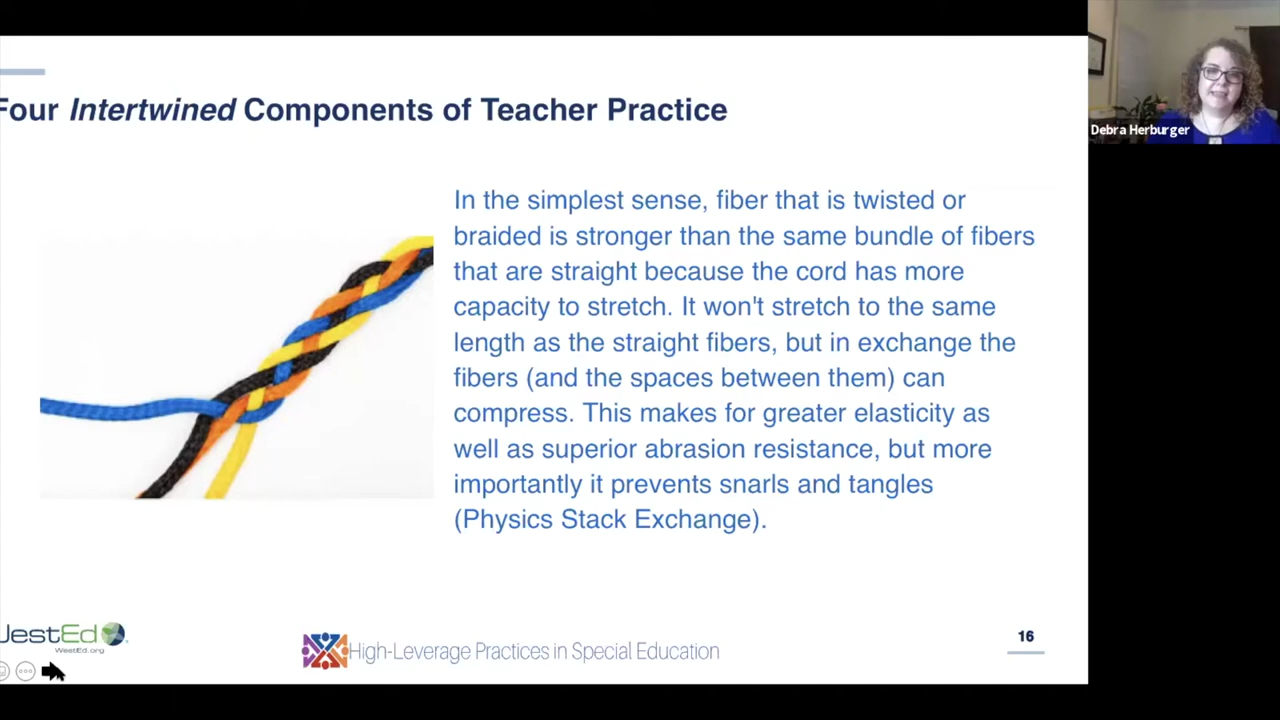 Four Intertwined Components of Teacher Practice
Debra Herburger
In the simplest sense, fiber that is twisted or
braided is stronger than the same bundle of fibers
that are straight because the cord has more
capacity to stretch. It won't stretch to the same
length as the straight fibers, but in exchange the
fibers (and the spaces between them) can
compress. This makes for greater elasticity as
well as superior abrasion resistance, but more
importantly it prevents snarls and tangles
(Physics Stack Exchange).
WestEd
WestEd.org
High-Leverage Practices in Special Education
16